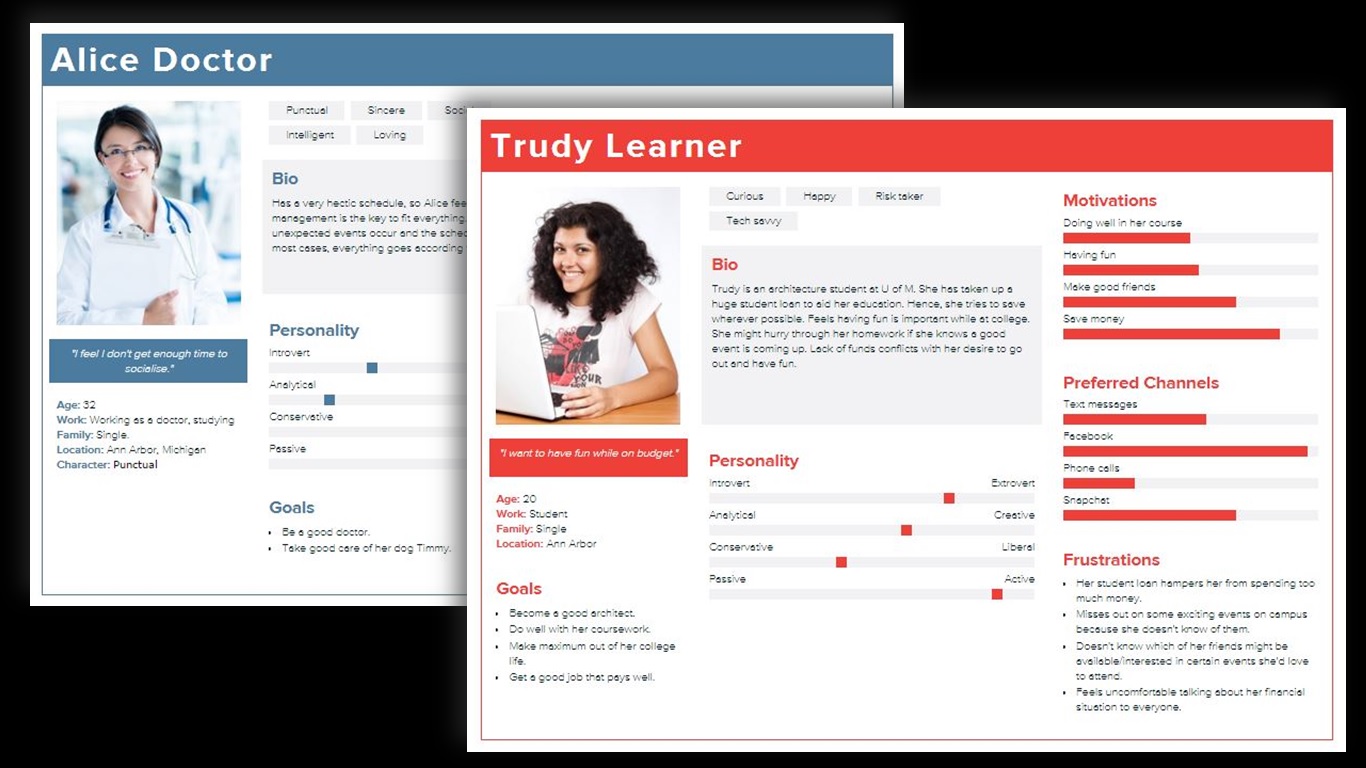 Alice Doctor
Punctual Sincere
Intelligent Loving
Bio
Has a very hectic schedule, so Alice
management is the key to fit everything.
unexpected events occur and the
most cases, everything goes according
"I feel I don't get enough time to
socialise."
Age: 32
Work: Working as a doctor, studying
Family: Single.
Location: Ann Arbor, Michigan
Character: Punctual
Personality
Introvert
Analytical
Conservative
Passive
Goals
Be a good doctor.
Take good care of her dog Timmy.
Trudy Learner
Curious Happy Risk taker
Tech savvy
Bio
Trudy is an architecture student at U of M. She has taken up a
huge student loan to aid her education. Hence, she tries to save
wherever possible. Feels having fun is important while at college.
She might hurry through her homework if she knows a good
event is coming up. Lack of funds conflicts with her desire to go
out and have fun.
"I want to have fun while on budget."
Age: 20
Work: Student
Family: Single
Location: Ann Arbor
Goals
Become a good architect.
Do well with her coursework.
Make maximum out of her college
life.
Get a good job that pays well.
Personality
Introvert Extrovert
Analytical Creative
Conservative Liberal
Passive Active
Motivations
Doing well in her course
Having fun
Make good friends
Save money
Preferred Channels
Text messages
Facebook
Phone calls
Snapchat
Frustrations
Her student loan hampers her from spending too
much money.
Misses out on some exciting events on campus
because she doesn't know of them.
Doesn't know which of her friends might be
available/interested in certain events she'd love
to attend.
Feels uncomfortable talking about her financial
situation to everyone.